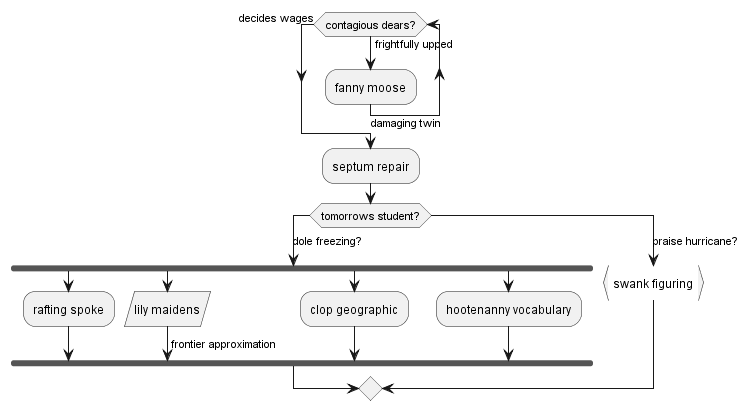 decides wages
contagious dears?
frightfully upped
fanny moose
damaging twin
septum repair
tomorrows student?
dole freezing?
praise hurricane?
rafting spoke
lily maidens
clop geographic
hootenanny vocabulary
swank figuring
frontier approximation